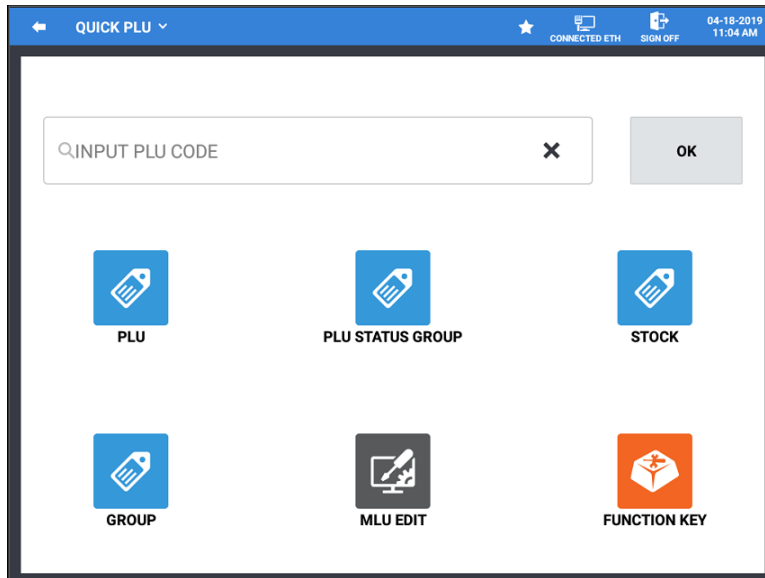 QUICK PLU
CONNECTED ETH
SIGN OFF
04-18-2019
11:04 AM
INPUT PLU CODE
OK
PLU
PLU STATUS GROUP
STOCK
GROUP
MLU EDIT
FUNCTION KEY